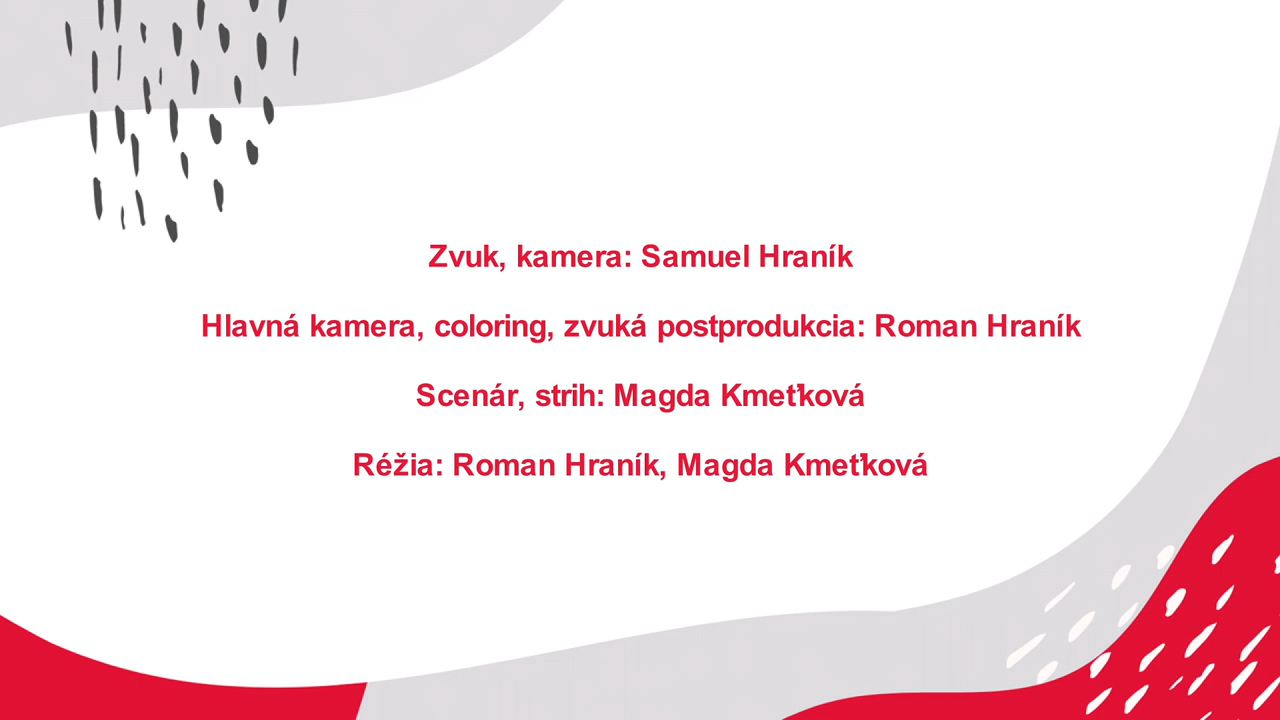 Zvuk, kamera: Samuel Hraník
Hlavná kamera, coloring, zvuká postprodukcia: Roman Hraník
Scenár, strih: Magda Kmeťková
Réžia: Roman Hraník, Magda Kmeťková